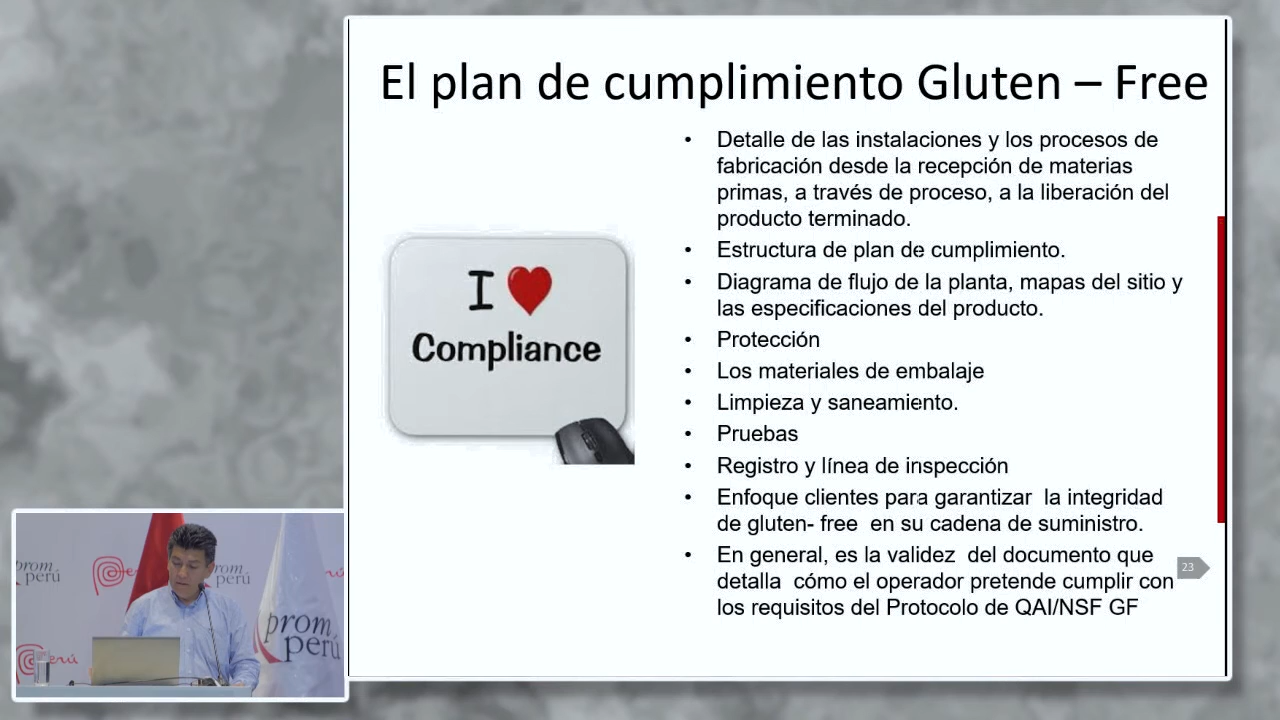 El plan de cumplimiento Gluten – Free
• Detalle de las instalaciones y los procesos de
fabricación desde la recepción de materias
primas, a través de proceso, a la liberación del
producto terminado.
• Estructura de plan de cumplimiento.
• Diagrama de flujo de la planta, mapas del sitio y
las especificaciones del producto.
• Protección
• Los materiales de embalaje
• Limpieza y saneamiento.
• Pruebas
• Registro y línea de inspección
• Enfoque clientes para garantizar la integridad
de gluten- free en su cadena de suministro.
• En general, es la validez del documento que
detalla cómo el operador pretende cumplir con
los requisitos del Protocolo de QAI/NSF GF
23
I ♥
Compliance
prom
perú
prom
perú
prom
perú